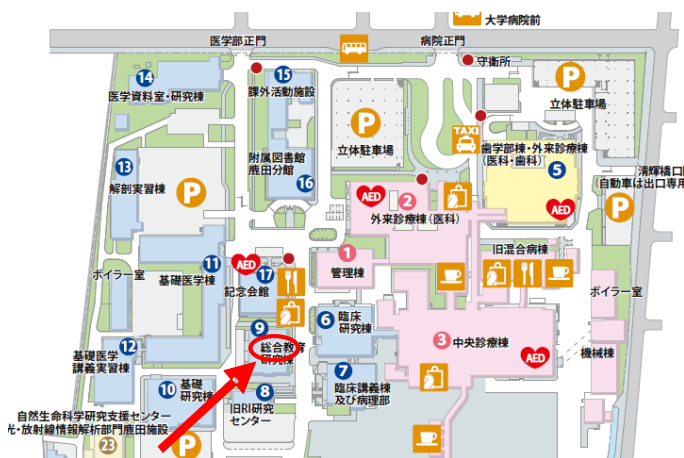 大学病院前
医学部正門
病院正門
守衛所
14
医学資料室・研究棟
15
課外活動施設
P
立体駐車場
TAXI
P
立体駐車場
歯学部棟・外来診療棟
(医科・歯科)
5
清輝橋口
(自動車は出口専用
P
AED
附属図書館
鹿田分館
16
13
解剖実習棟
P
AED
2
外来診療棟(医科)
11
基礎医学棟
ボイラー室
AED
17
記念会館
1
管理棟
旧混合病棟
ボイラー室
9
総合教育
研究棟
6
臨床
研究棟
3
中央診療棟
AED
機械棟
12
基礎医学
講義実習棟
7
臨床講義棟
及び病理部
10
基礎
研究棟
8
旧RI研究
センター
自然生命科学研究支援センター
光・放射線情報解析部門鹿田施設
23
P